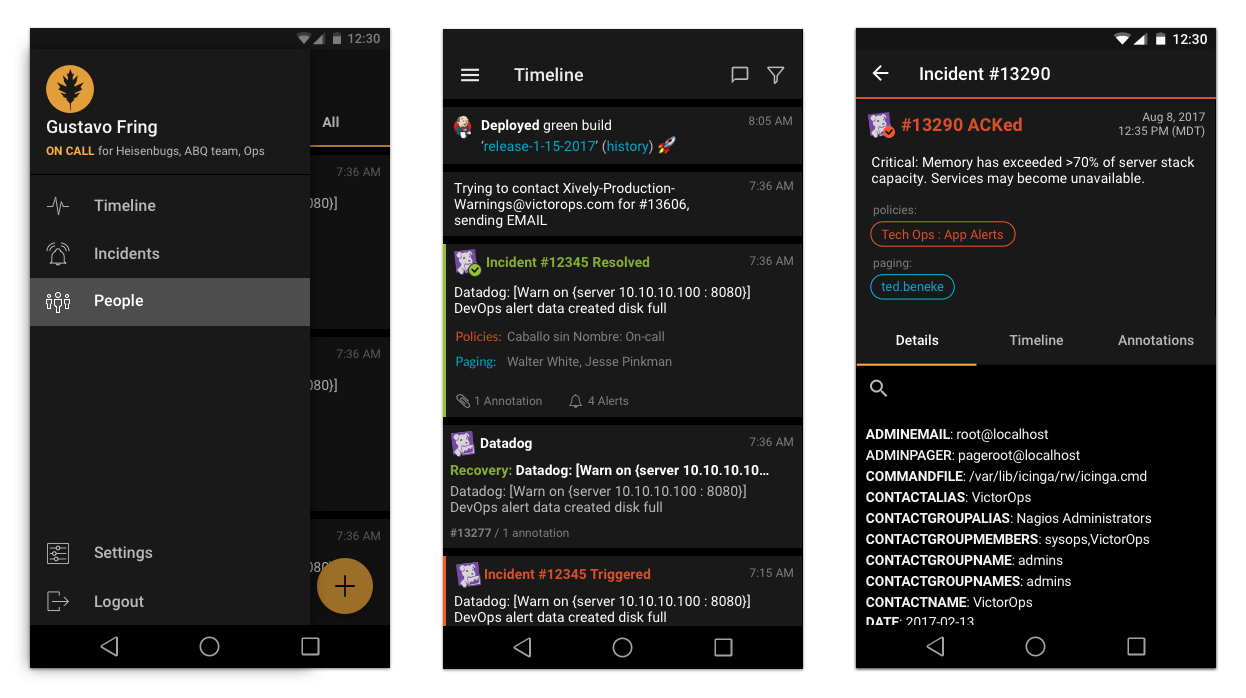 12:30
Gustavo Fring
ON CALL for Heisenbugs, ABQ team, Ops
Timeline
Incidents
People
Settings
Logout
All
7:36 AM
080}]
7:36 AM
080}]
7:36 AM
080}]
Timeline
Deployed green build
8:05 AM
‘release-1-15-2017’ (history) 🚀
Trying to contact Xively-Production-
7:36 AM
Warnings@victorops.com for #13606,
sending EMAIL
Incident #12345 Resolved
7:36 AM
Datadog: [Warn on {server 10.10.10.100 : 8080}]
DevOps alert data created disk full
Policies: Caballo sin Nombre: On-call
Paging: Walter White, Jesse Pinkman
1 Annotation
4 Alerts
Datadog
7:36 AM
Recovery: Datadog: [Warn on {server 10.10.10.10...
Datadog: [Warn on {server 10.10.10.100 : 8080}]
DevOps alert data created disk full
#13277 / 1 annotation
Incident #12345 Triggered
7:15 AM
Datadog: [Warn on {server 10.10.10.100 : 8080}]
DevOps alert data created disk full
12:30
Incident #13290
#13290 ACKed
Aug 8, 2017
12:35 PM (MDT)
Critical: Memory has exceeded >70% of server stack
capacity. Services may become unavailable.
policies:
Tech Ops : App Alerts
paging:
ted.beneke
Details
Timeline
Annotations
ADMINEMAIL: root@localhost
ADMINPAGER: pageroot@localhost
COMMANDFILE: /var/lib/icinga/rw/icinga.cmd
CONTACTALIAS: VictorOps
CONTACTGROUPALIAS: Nagios Administrators
CONTACTGROUPMEMBERS: sysops,VictorOps
CONTACTGROUPNAME: admins
CONTACTGROUPNAMES: admins
CONTACTNAME: VictorOps
DATE: 2017-02-13